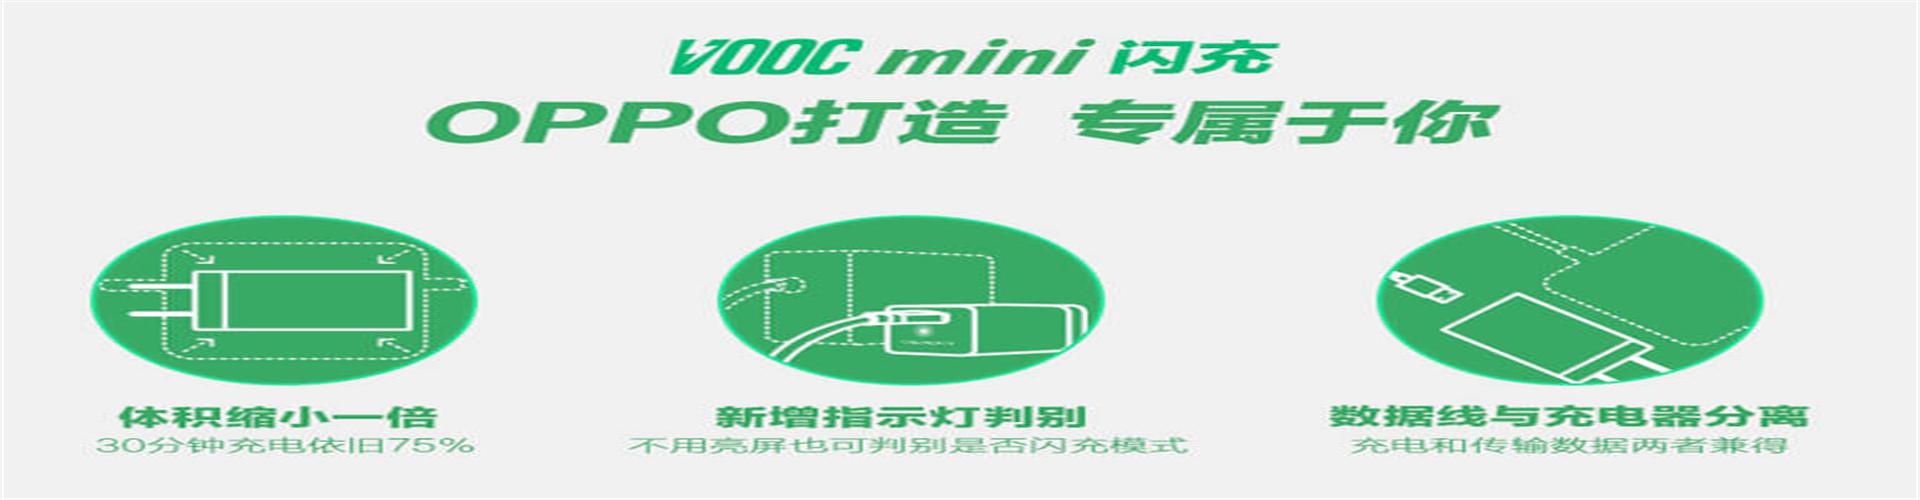 VOOC mini 闪充
OPPO打造 专属于你
体积缩小一倍
30分钟充电依旧75%
新增指示灯判别
不用亮屏也可判别是否闪充模式
数据线与充电器分离
充电和传输数据两者兼得